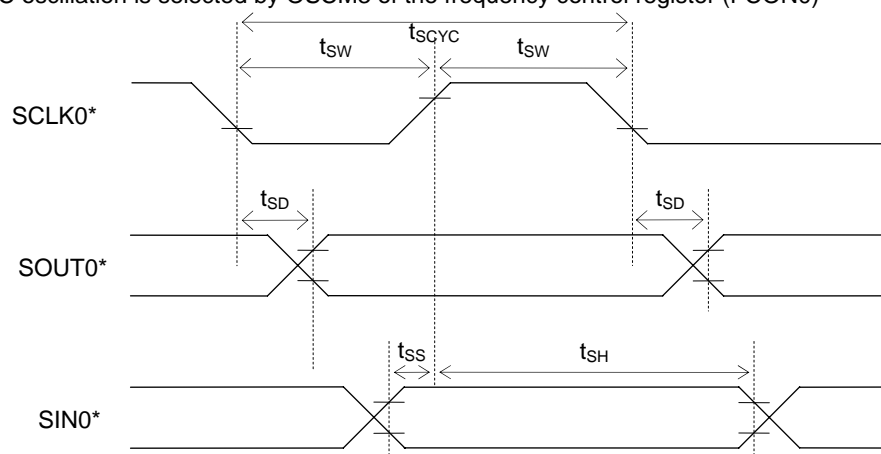 C oscillation is selected by OSCM8 of the frequency control register (FCON0)
tSCYC
tSW tSW
SCLK0*
tSD tSD
SOUT0*
tSS tSH
SIN0*